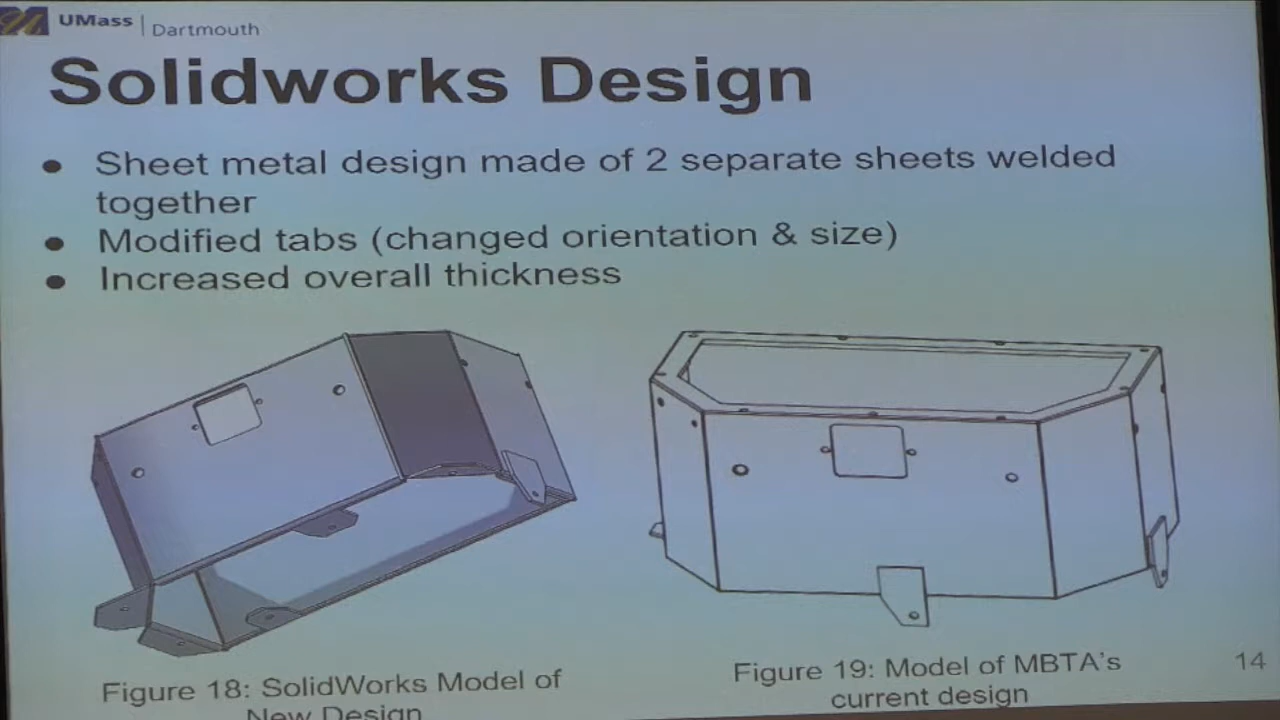 UMass | Dartmouth
Solidworks Design
● Sheet metal design made of 2 separate sheets welded
together
● Modified tabs (changed orientation & size)
● Increased overall thickness
Figure 18: SolidWorks Model of
New Design
Figure 19: Model of MBTA's
current design
14